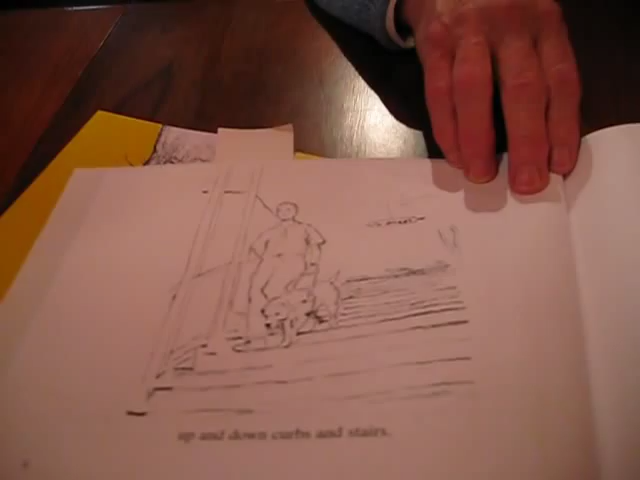 up and down curbs and stairs.